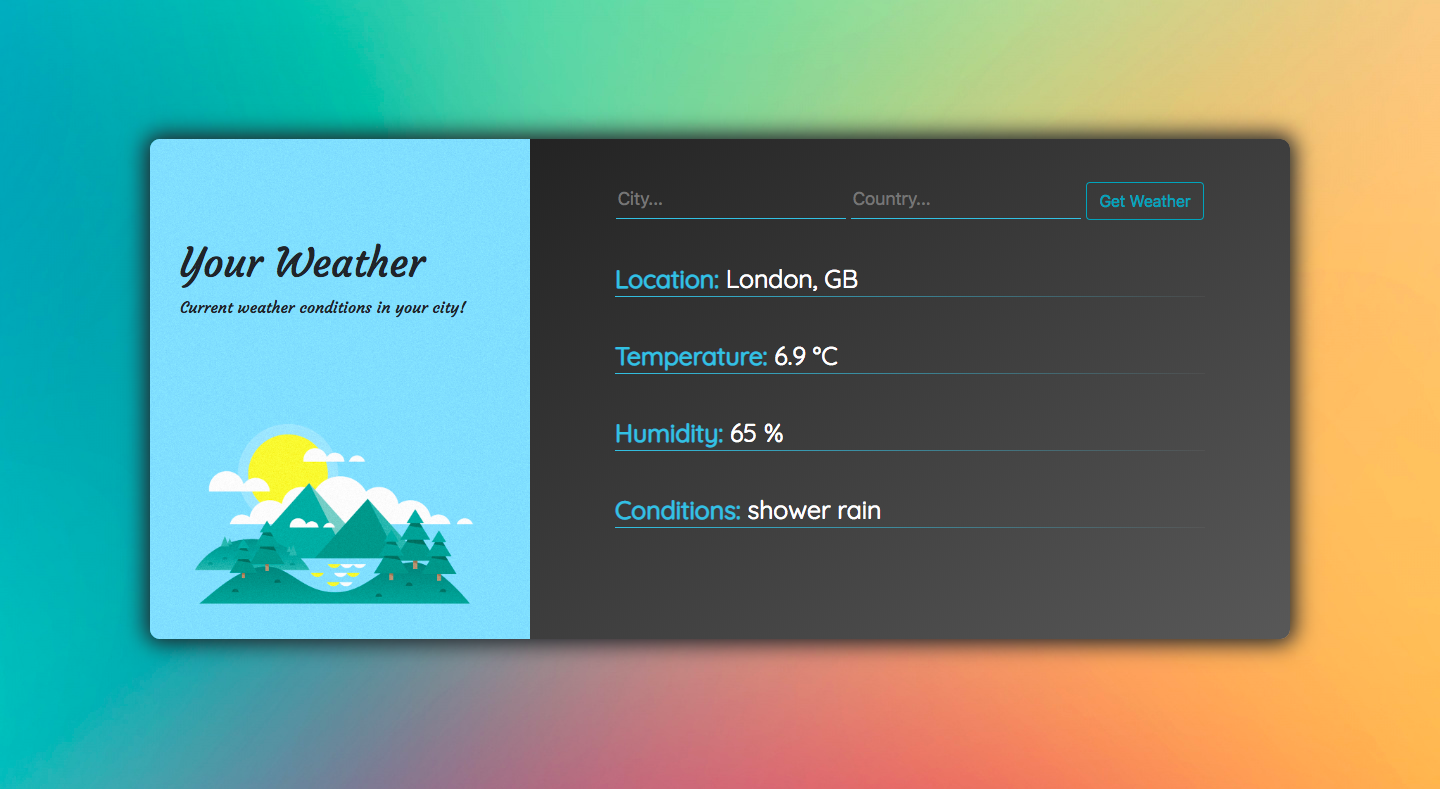 Your Weather
Current weather conditions in your city!
City...
Country...
Get Weather
Location: London, GB
Temperature: 6.9 °C
Humidity: 65 %
Conditions: shower rain